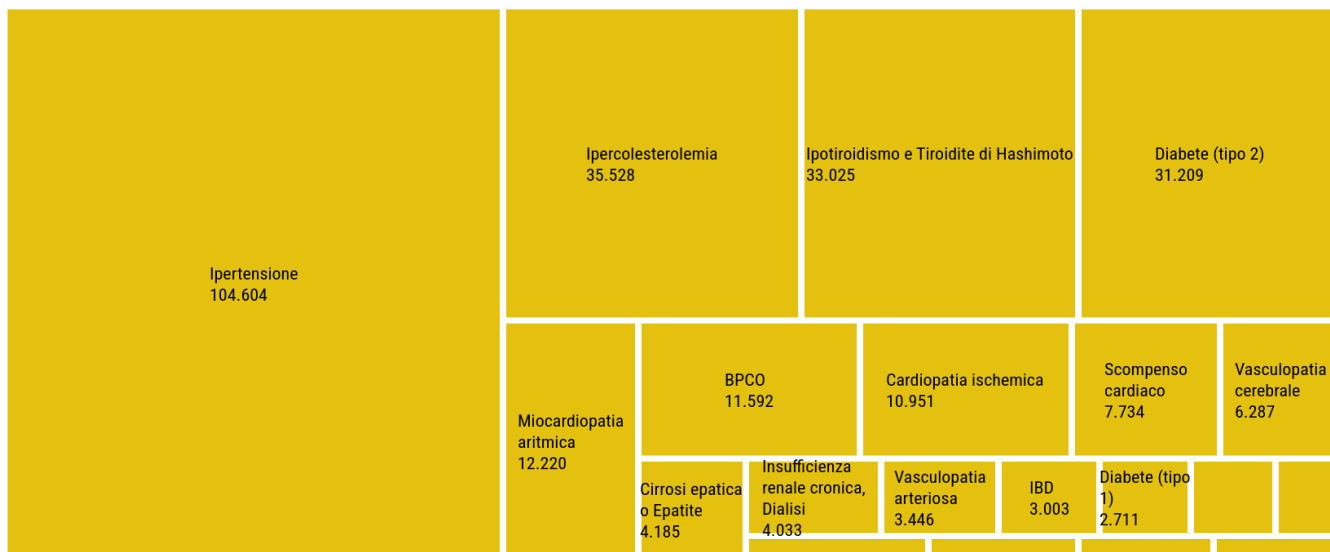 Ipertensione
104.604
Ipercolesterolemia
35.528
Ipotiroidismo e Tiroidite di Hashimoto
33.025
Diabete (tipo 2)
31.209
Miocardiopatia
aritmica
12.220
BPCO
11.592
Cardiopatia ischemica
10.951
Scompenso
cardiaco
7.734
Vasculopatia
cerebrale
6.287
Cirrosi epatica
o Epatite
4.185
Insufficienza
renale cronica,
Dialisi
4.033
Vasculopatia
arteriosa
3.446
IBD
3.003
Diabete (tipo
1)
2.711